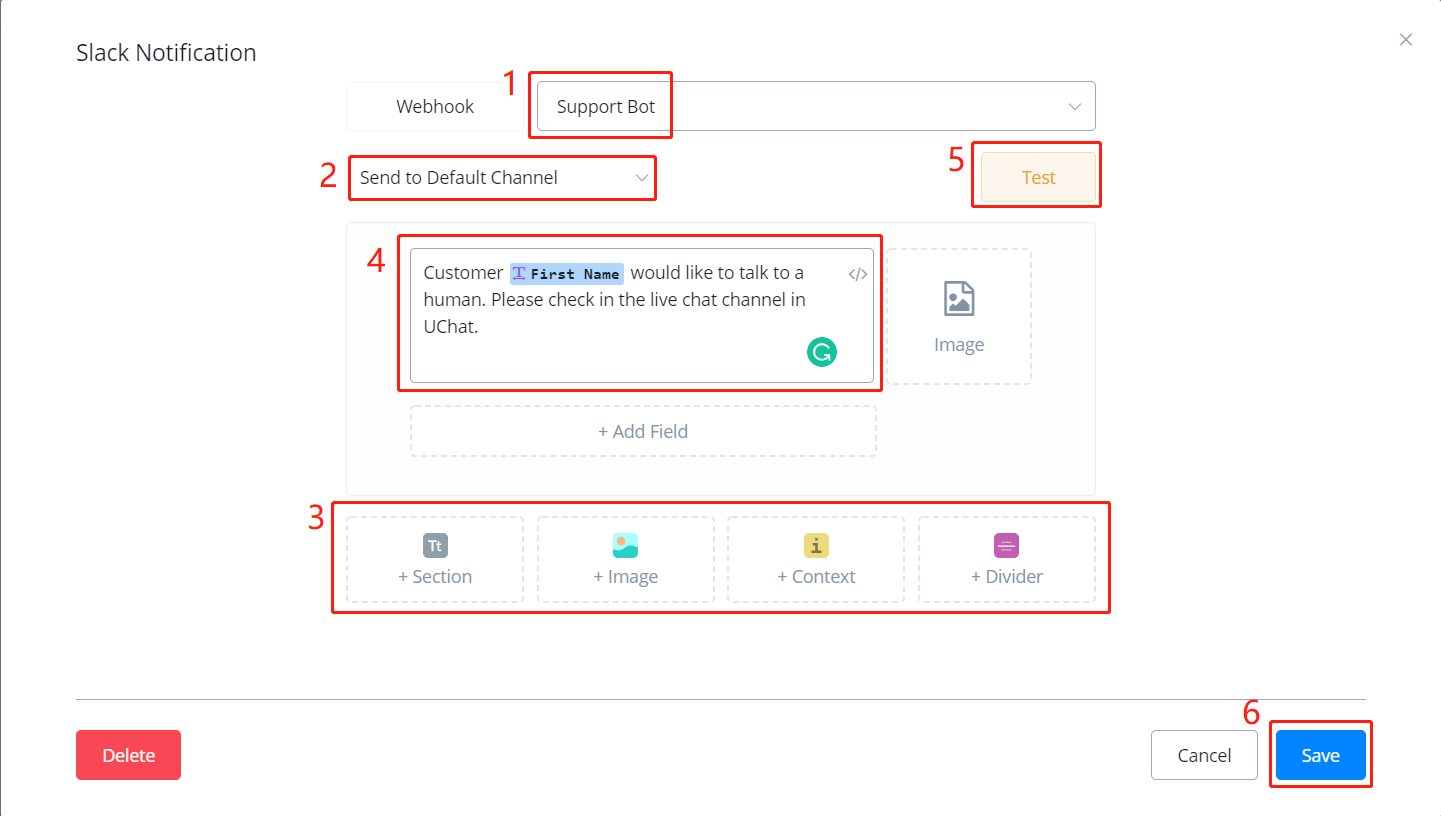 Slack Notification
1
Webhook
Support Bot
2
Send to Default Channel
5
Test
4
Customer T First Name would like to talk to a
human. Please check in the live chat channel in
UChat.
</>
G
Image
+ Add Field
3
Tt
+ Section
+ Image
i
+ Context
+ Divider
6
Delete
Cancel
Save